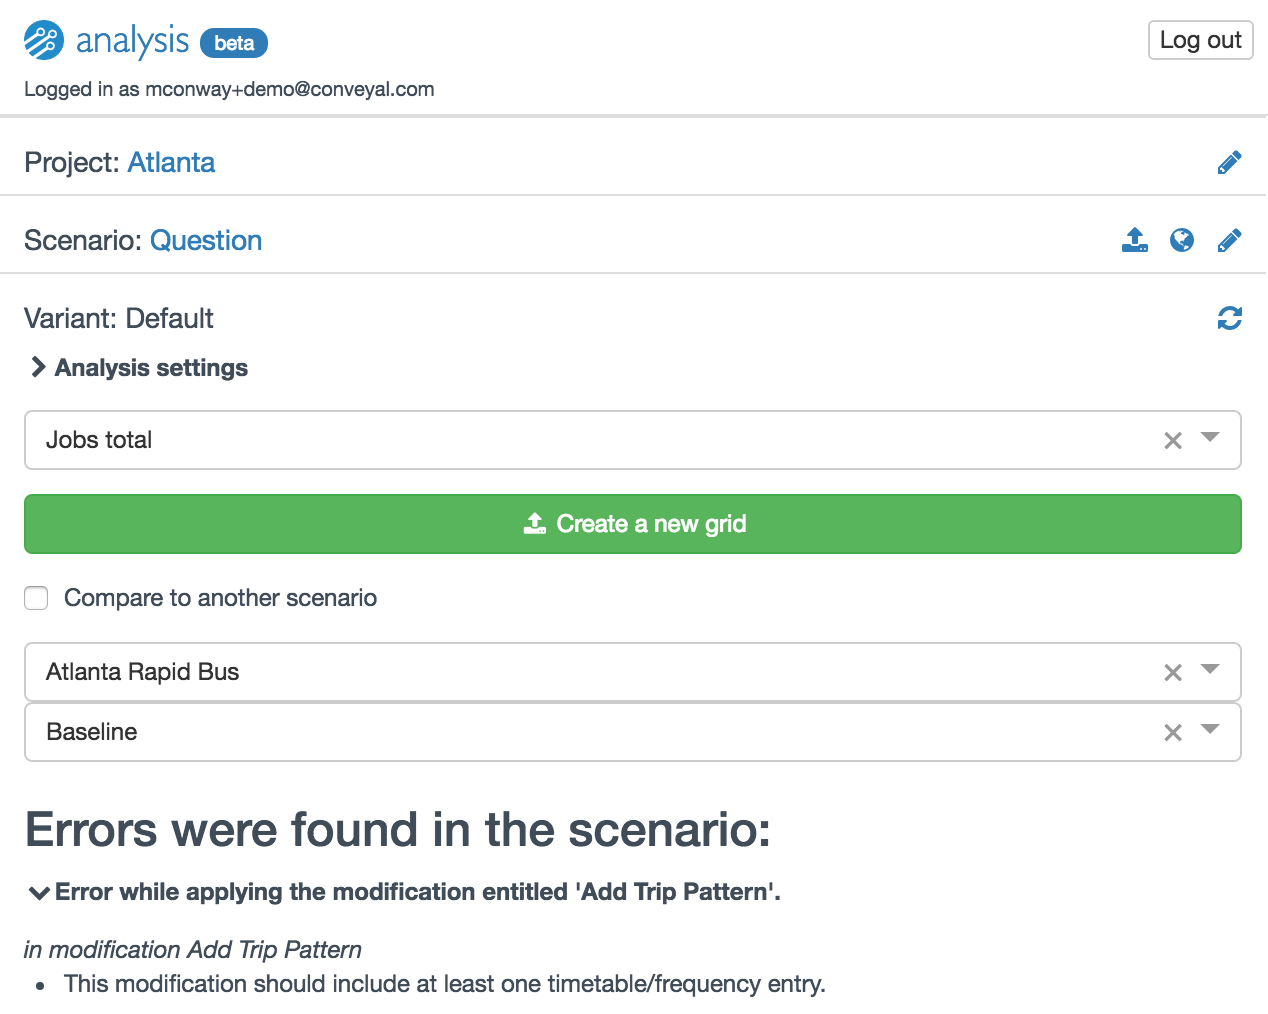 analysis beta
Log out
Logged in as mconway+demo@conveyal.com
Project: Atlanta
Scenario: Question
Variant: Default
Analysis settings
Jobs total
Create a new grid
Compare to another scenario
Atlanta Rapid Bus
Baseline
Errors were found in the scenario:
Error while applying the modification entitled 'Add Trip Pattern'.
in modification Add Trip Pattern
• This modification should include at least one timetable/frequency entry.